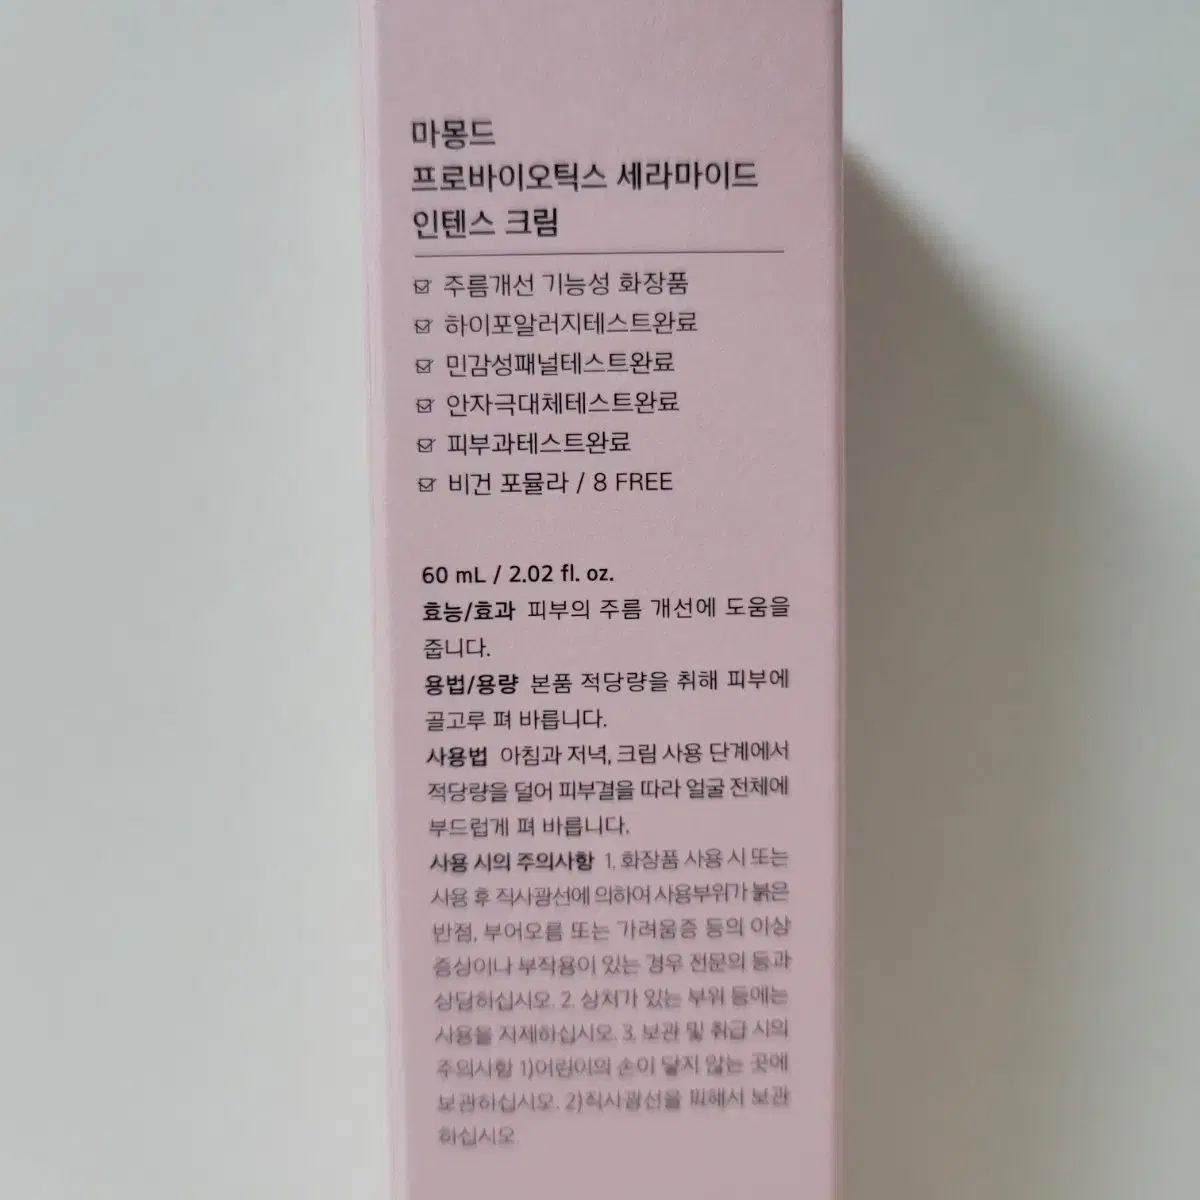 마몽드
프로바이오틱스 세라마이드
인텐스 크림
주름개선 기능성 화장품
하이포알러지테스트완료
민감성패널테스트완료
안자극대체테스트완료
피부과테스트완료
비건 포뮬라 / 8 FREE
60 mL / 2.02 fl. oz.
효능/효과 피부의 주름 개선에 도움을
줍니다.
용법/용량 본품 적당량을 취해 피부에
골고루 펴 바릅니다.
사용법 아침과 저녁, 크림 사용 단계에서
적당량을 덜어 피부결을 따라 얼굴 전체에
부드럽게 펴 바릅니다.
사용 시의 주의사항 1. 화장품 사용 시 또는
사용 후 직사광선에 의하여 사용부위가 붉은
반점, 부어오름 또는 가려움증 등의 이상
증상이나 부작용이 있는 경우 전문의 등과
상담하십시오. 2. 상처가 있는 부위 등에는
사용을 자제하십시오. 3. 보관 및 취급 시의
주의사항 1)어린이의 손이 닿지 않는 곳에
보관하십시오. 2)직사광선을 피해서 보관
하십시오.